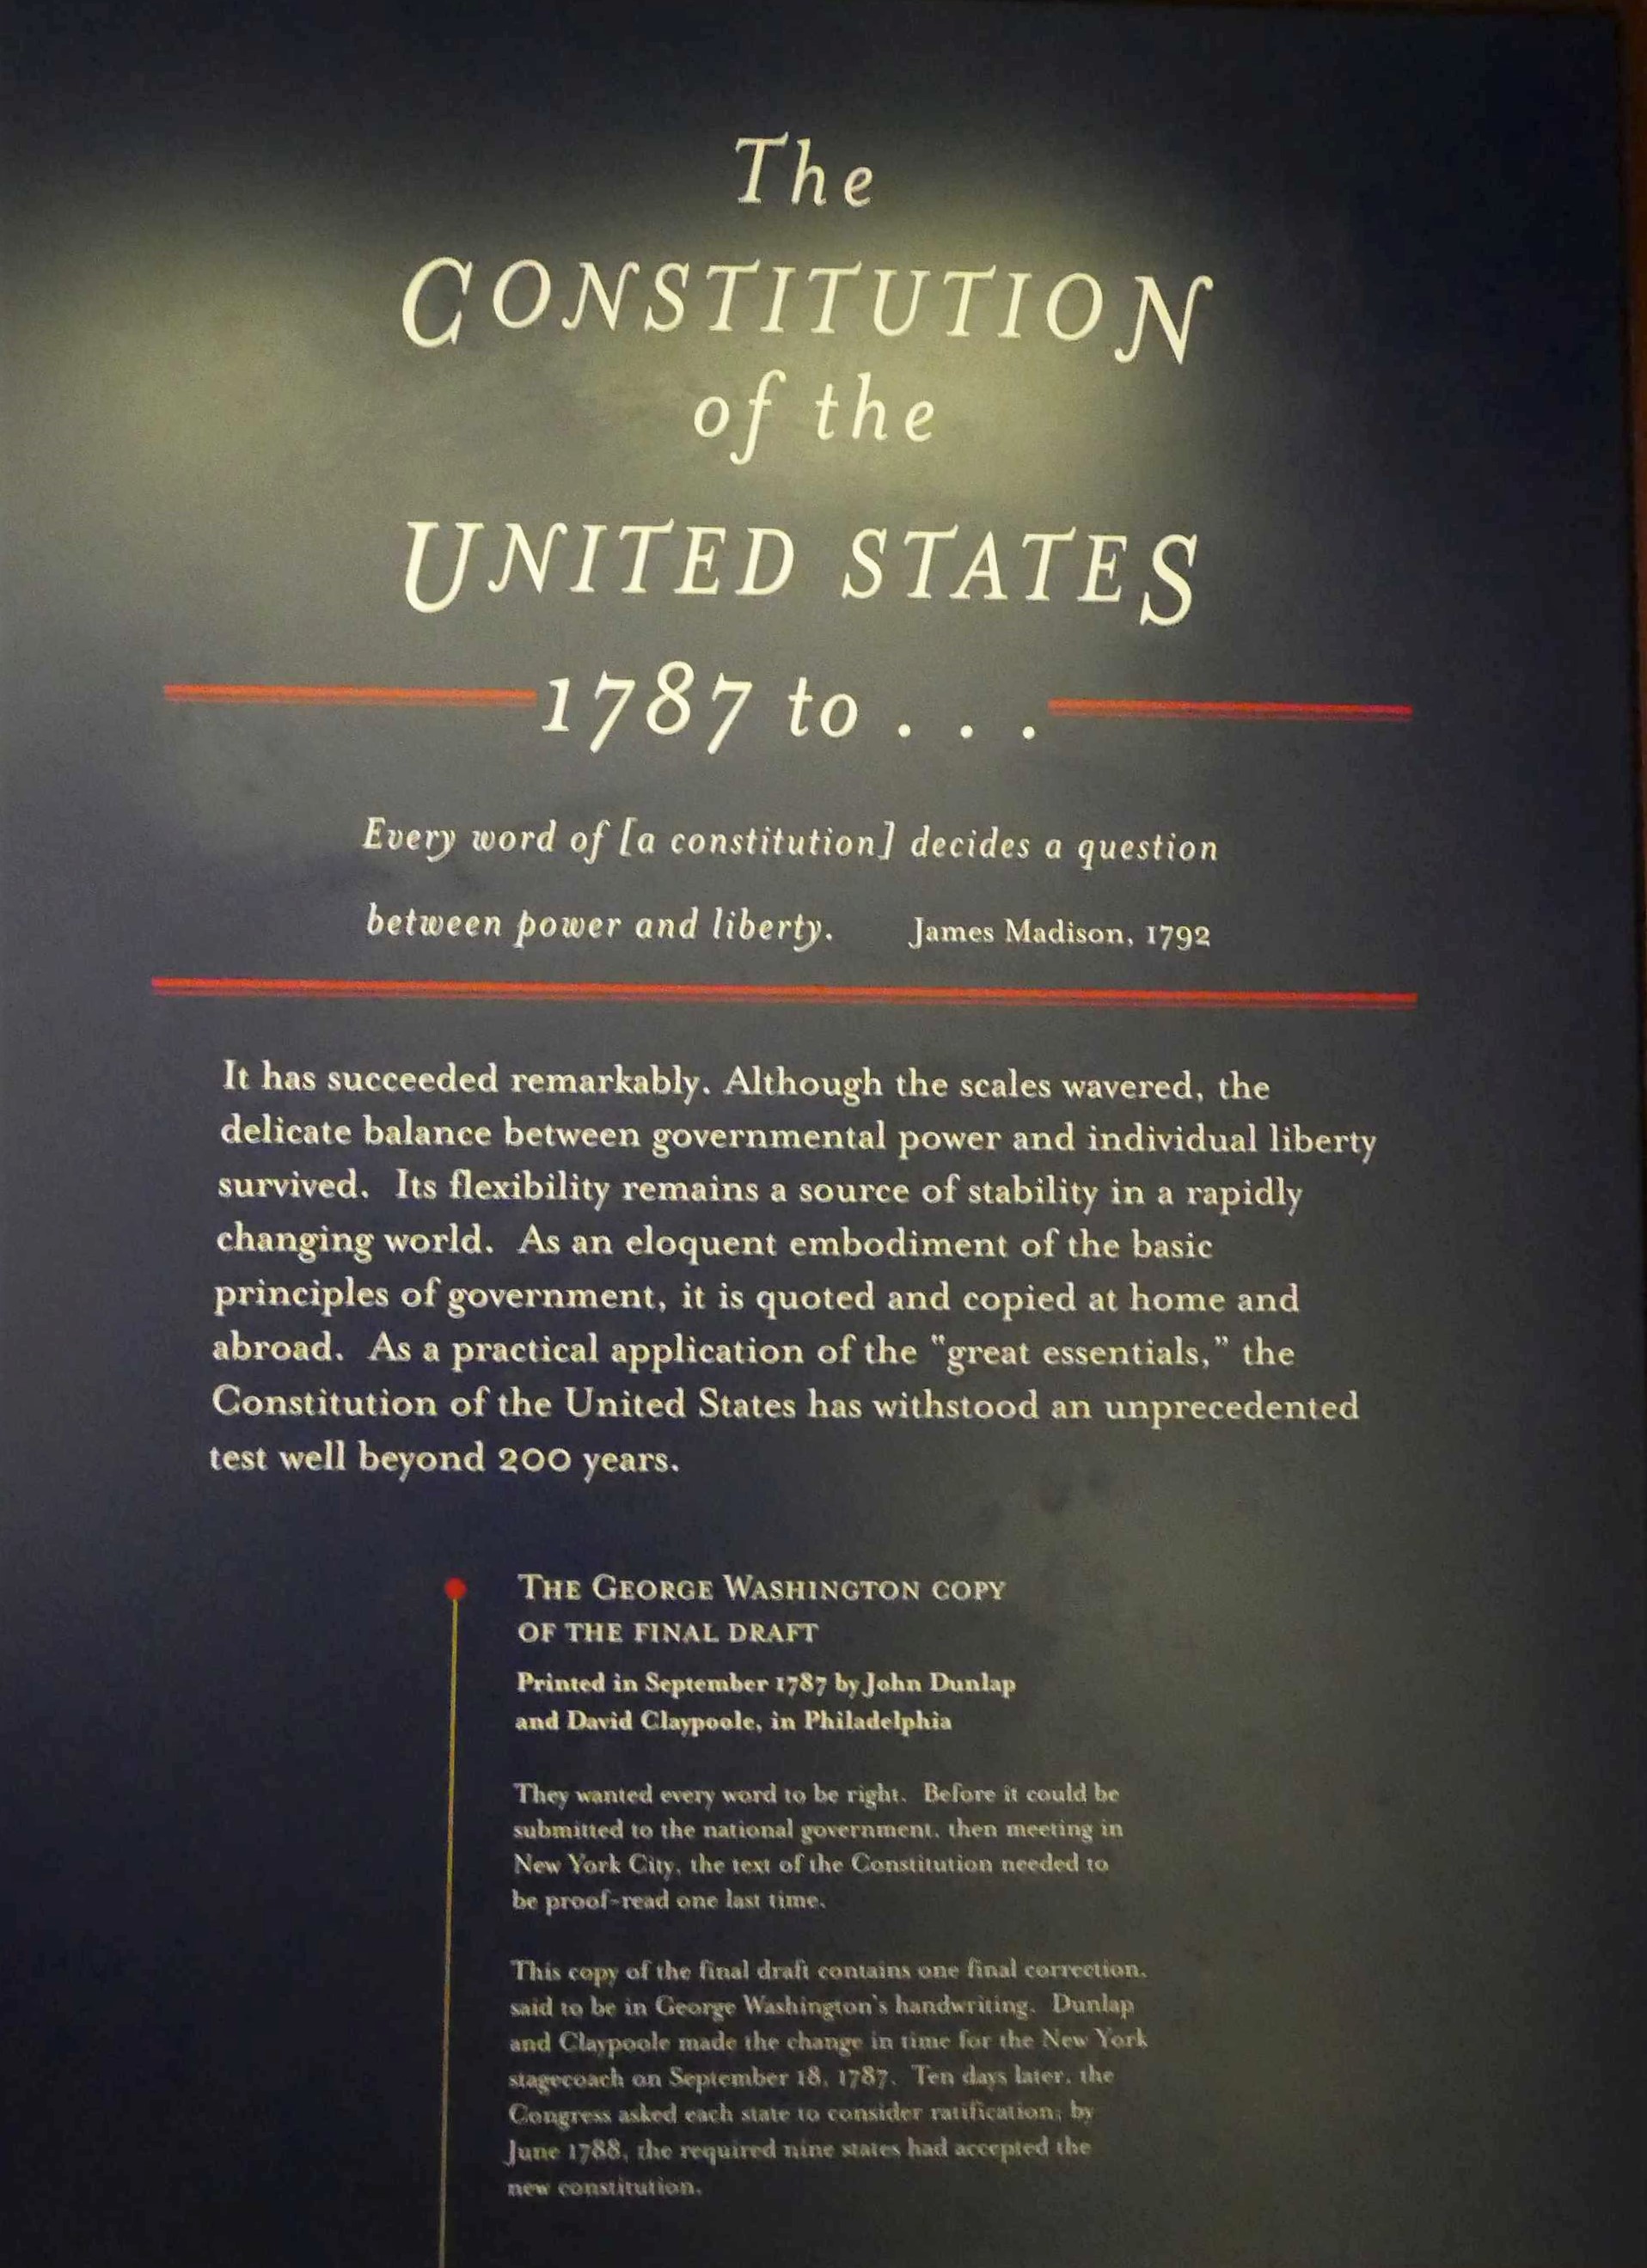 The
CONSTITUTION
of the
UNITED STATES
1787 to . . .
Every word of [a constitution] decides a question
between power and liberty. James Madison, 1792
It has succeeded remarkably. Although the scales wavered, the
delicate balance between governmental power and individual liberty
survived. Its flexibility remains a source of stability in a rapidly
changing world. As an eloquent embodiment of the basic
principles of government, it is quoted and copied at home and
abroad. As a practical application of the "great essentials," the
Constitution of the United States has withstood an unprecedented
test well beyond 200 years.
THE GEORGE WASHINGTON COPY
OF THE FINAL DRAFT
Printed in September 1787 by John Dunlap
and David Claypoole, in Philadelphia
They wanted every word to be right. Before it could be
submitted to the national government, then meeting in
New York City, the text of the Constitution needed to
be proof-read one last time.
This copy of the final draft contains one final correction,
said to be in George Washington's handwriting. Dunlap
and Claypoole made the change in time for the New York
stagecoach on September 18, 1787. Ten days later, the
Congress asked each state to consider ratification; by
June 1788, the required nine states had accepted the
new constitution.